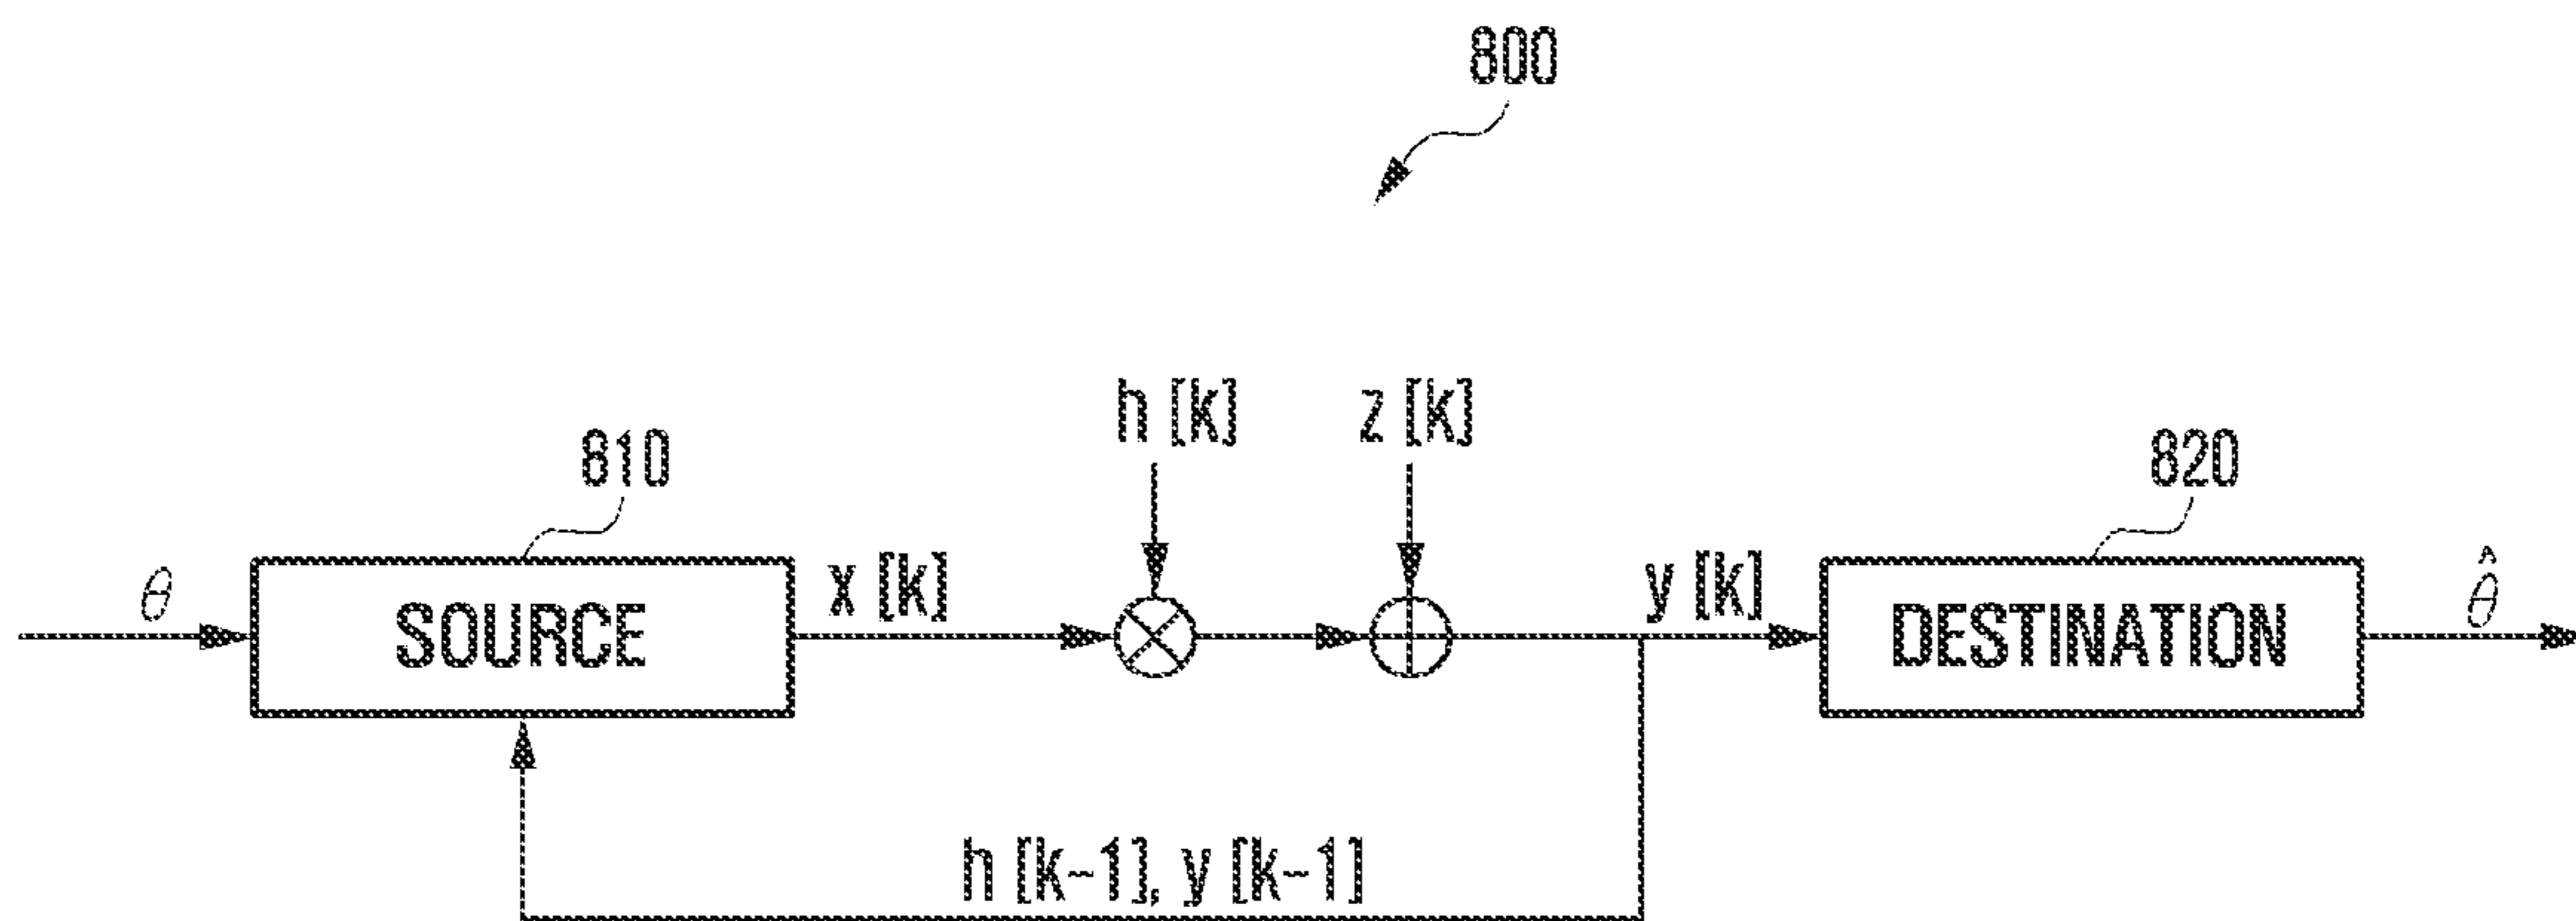 800
h [k]
z [k]
810
820
θ
SOURCE
x [k]
y [k]
DESTINATION
θ̂
h [k-1], y [k-1]